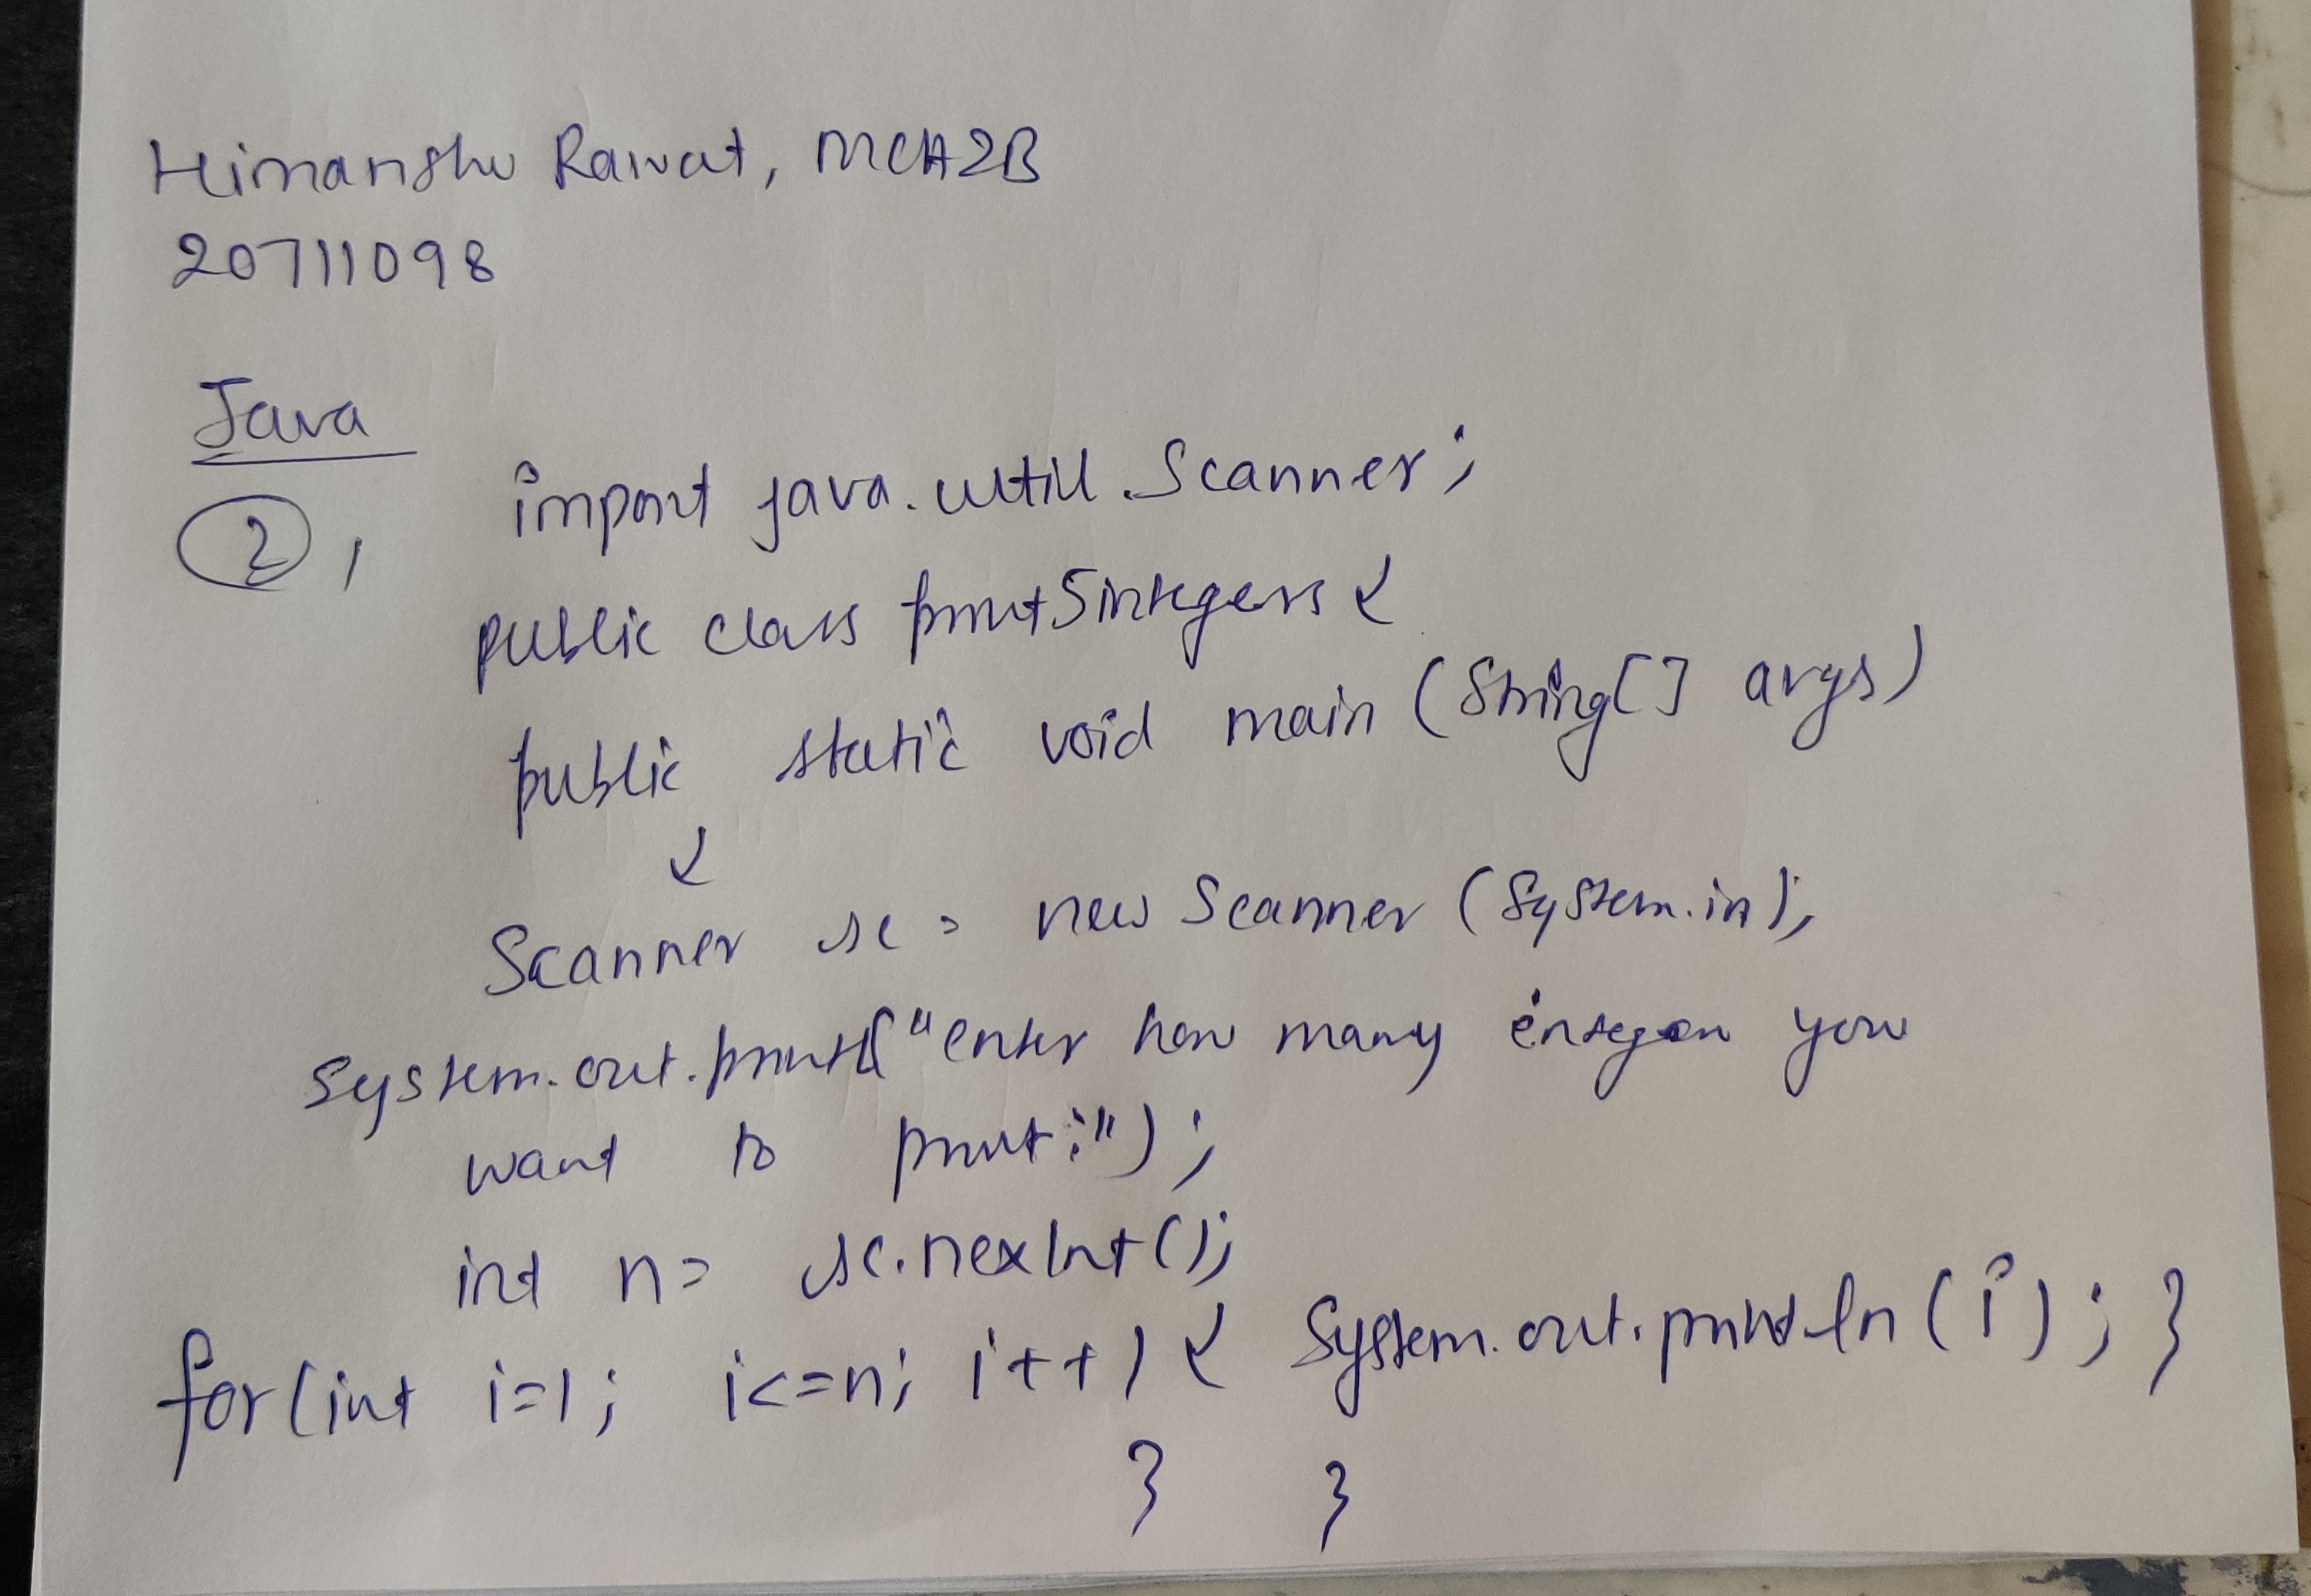 Himanshu Rawat, MCA2B
20711098
Java
2, import java.util.Scanner;
public class print5integers {
public static void main (String[] args)
{
Scanner sc = new Scanner (System.in);
System.out.print("enter how many integer you
want to print:");
int n= sc.nexInt();
for(int i=1; i<=n; i++) { System.out.println(i); }
} }